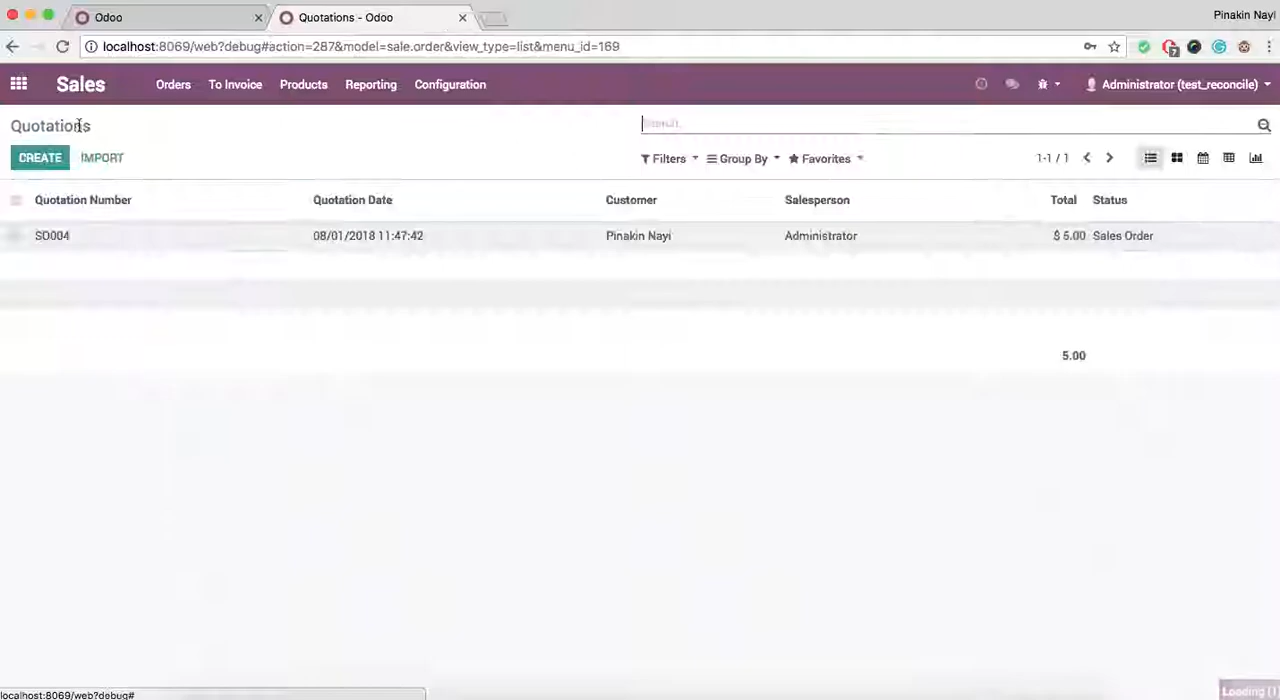 Odoo
Quotations - Odoo
Pinakin Nayi
localhost:8069/web?debug#action=287&model=sale.order&view_type=list&menu_id=169
Sales Orders To Invoice Products Reporting Configuration Administrator (test_reconcile)
Quotations
Search...
CREATE IMPORT Filters Group By Favorites 1-1 / 1
Quotation Number Quotation Date Customer Salesperson Total Status
SO004 08/01/2018 11:47:42 Pinakin Nayi Administrator $ 5.00 Sales Order
5.00
localhost:8069/web?debug#
Loading